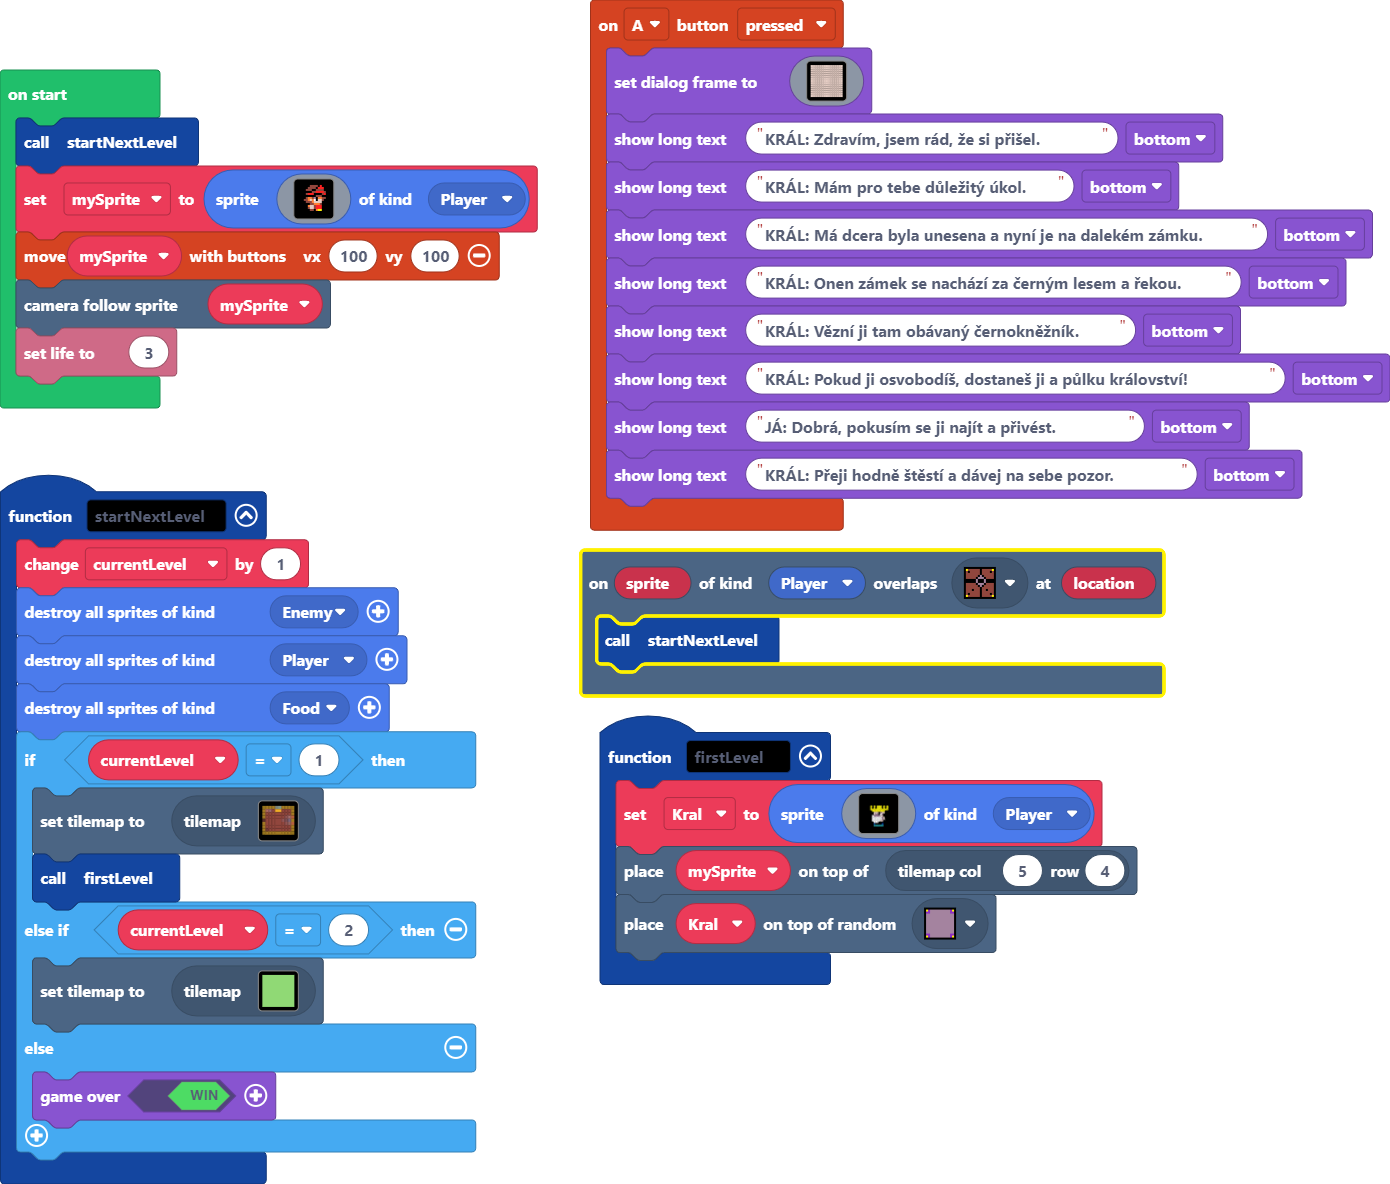 on start
call startNextLevel
set mySprite to sprite of kind Player
move mySprite with buttons vx 100 vy 100
camera follow sprite mySprite
set life to 3
function startNextLevel
change currentLevel by 1
destroy all sprites of kind Enemy
destroy all sprites of kind Player
destroy all sprites of kind Food
if currentLevel = 1 then
set tilemap to tilemap
call firstLevel
else if currentLevel = 2 then
set tilemap to tilemap
else
game over WIN
on A button pressed
set dialog frame to
show long text "KRÁL: Zdravím, jsem rád, že si přišel. " bottom
show long text "KRÁL: Mám pro tebe důležitý úkol. " bottom
show long text "KRÁL: Má dcera byla unesena a nyní je na dalekém zámku. " bottom
show long text "KRÁL: Onen zámek se nachází za černým lesem a řekou. " bottom
show long text "KRÁL: Vězní ji tam obávaný černokněžník. " bottom
show long text "KRÁL: Pokud ji osvobodíš, dostaneš ji a půlku království! " bottom
show long text "JÁ: Dobrá, pokusím se ji najít a přivést. " bottom
show long text "KRÁL: Přeji hodně štěstí a dávej na sebe pozor. " bottom
on sprite of kind Player overlaps at location
call startNextLevel
function firstLevel
set Kral to sprite of kind Player
place mySprite on top of tilemap col 5 row 4
place Kral on top of random